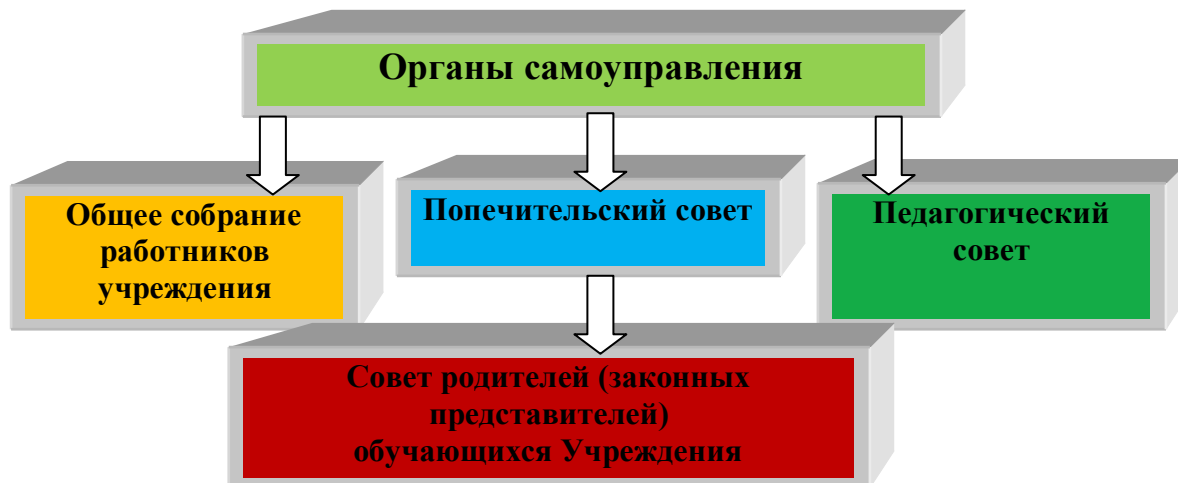 Органы самоуправления
Общее собрание
работников
учреждения
Попечительский совет
Педагогический
совет
Совет родителей (законных
представителей)
обучающихся Учреждения